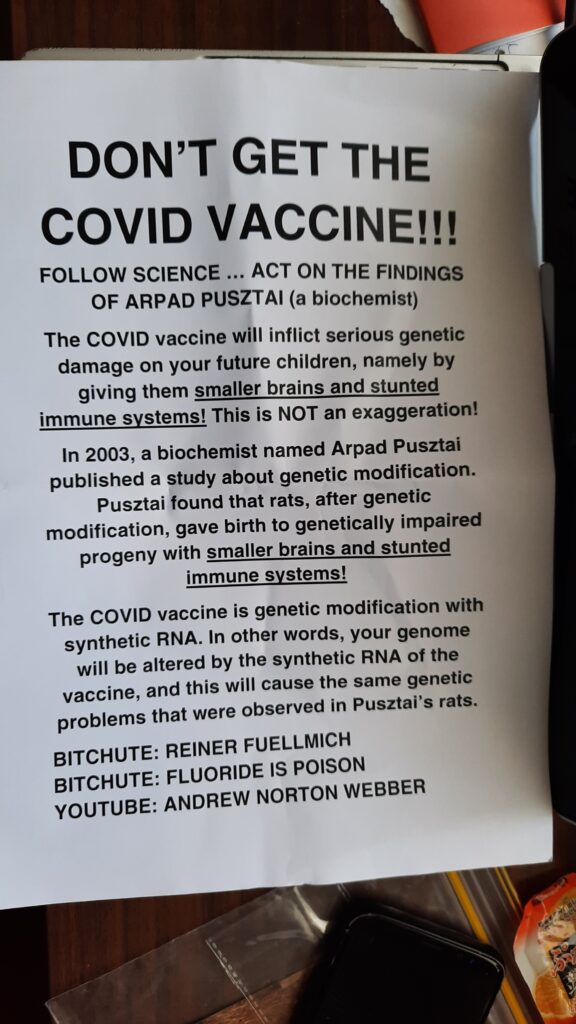 DON'T GET THE
COVID VACCINE!!!
FOLLOW SCIENCE ... ACT ON THE FINDINGS
OF ARPAD PUSZTAI (a biochemist)
The COVID vaccine will inflict serious genetic
damage on your future children, namely by
giving them smaller brains and stunted
immune systems! This is NOT an exaggeration!
In 2003, a biochemist named Arpad Pusztai
published a study about genetic modification.
Pusztai found that rats, after genetic
modification, gave birth to genetically impaired
progeny with smaller brains and stunted
immune systems!
The COVID vaccine is genetic modification with
synthetic RNA. In other words, your genome
will be altered by the synthetic RNA of the
vaccine, and this will cause the same genetic
problems that were observed in Pusztai's rats.
BITCHUTE: REINER FUELLMICH
BITCHUTE: FLUORIDE IS POISON
YOUTUBE: ANDREW NORTON WEBBER